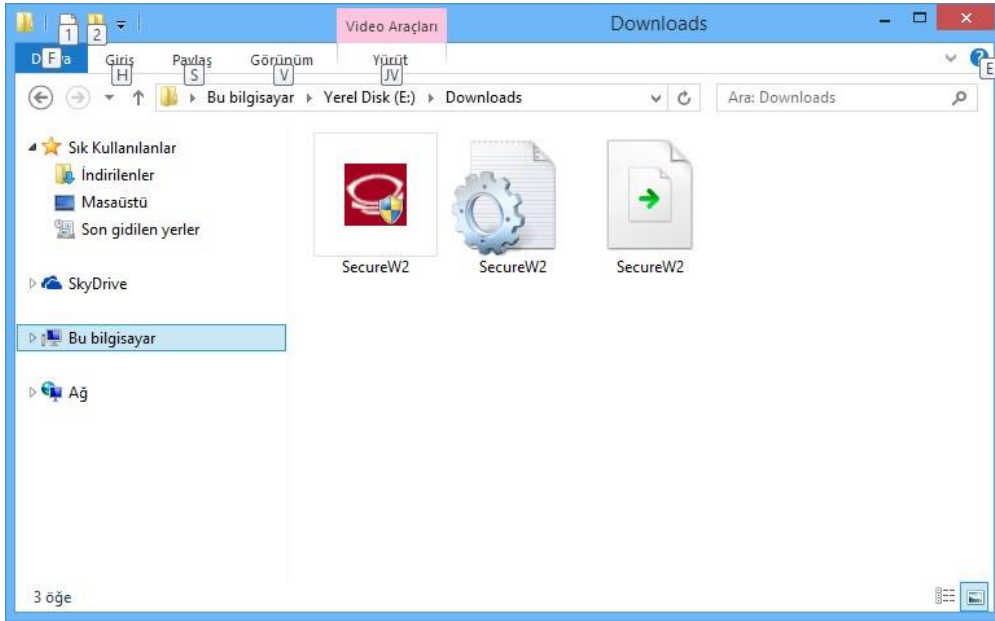 1 2 Video Araçları Downloads
F E
Giriş Paylaş Görünüm Yürüt
H S V JV
Bu bilgisayar Yerel Disk (E:) Downloads Ara: Downloads
Sık Kullanılanlar
İndirilenler
Masaüstü
Son gidilen yerler
SkyDrive
Bu bilgisayar
Ağ
SecureW2 SecureW2 SecureW2
3 öğe